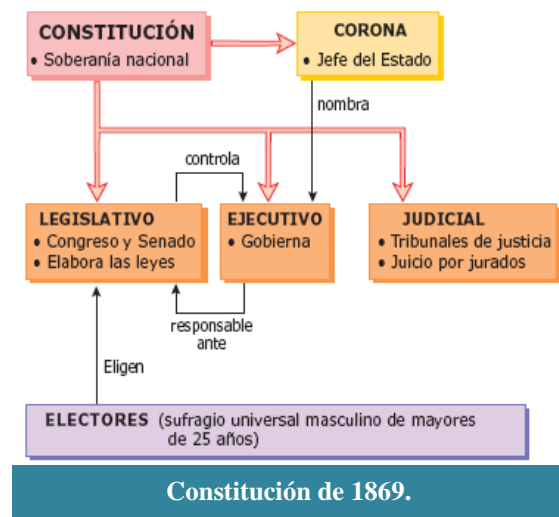 CONSTITUCIÓN
• Soberanía nacional
CORONA
• Jefe del Estado
nombra
controla
LEGISLATIVO
• Congreso y Senado
• Elabora las leyes
EJECUTIVO
• Gobierna
JUDICIAL
• Tribunales de justicia
• Juicio por jurados
responsable
ante
Eligen
ELECTORES (sufragio universal masculino de mayores
de 25 años)
Constitución de 1869.